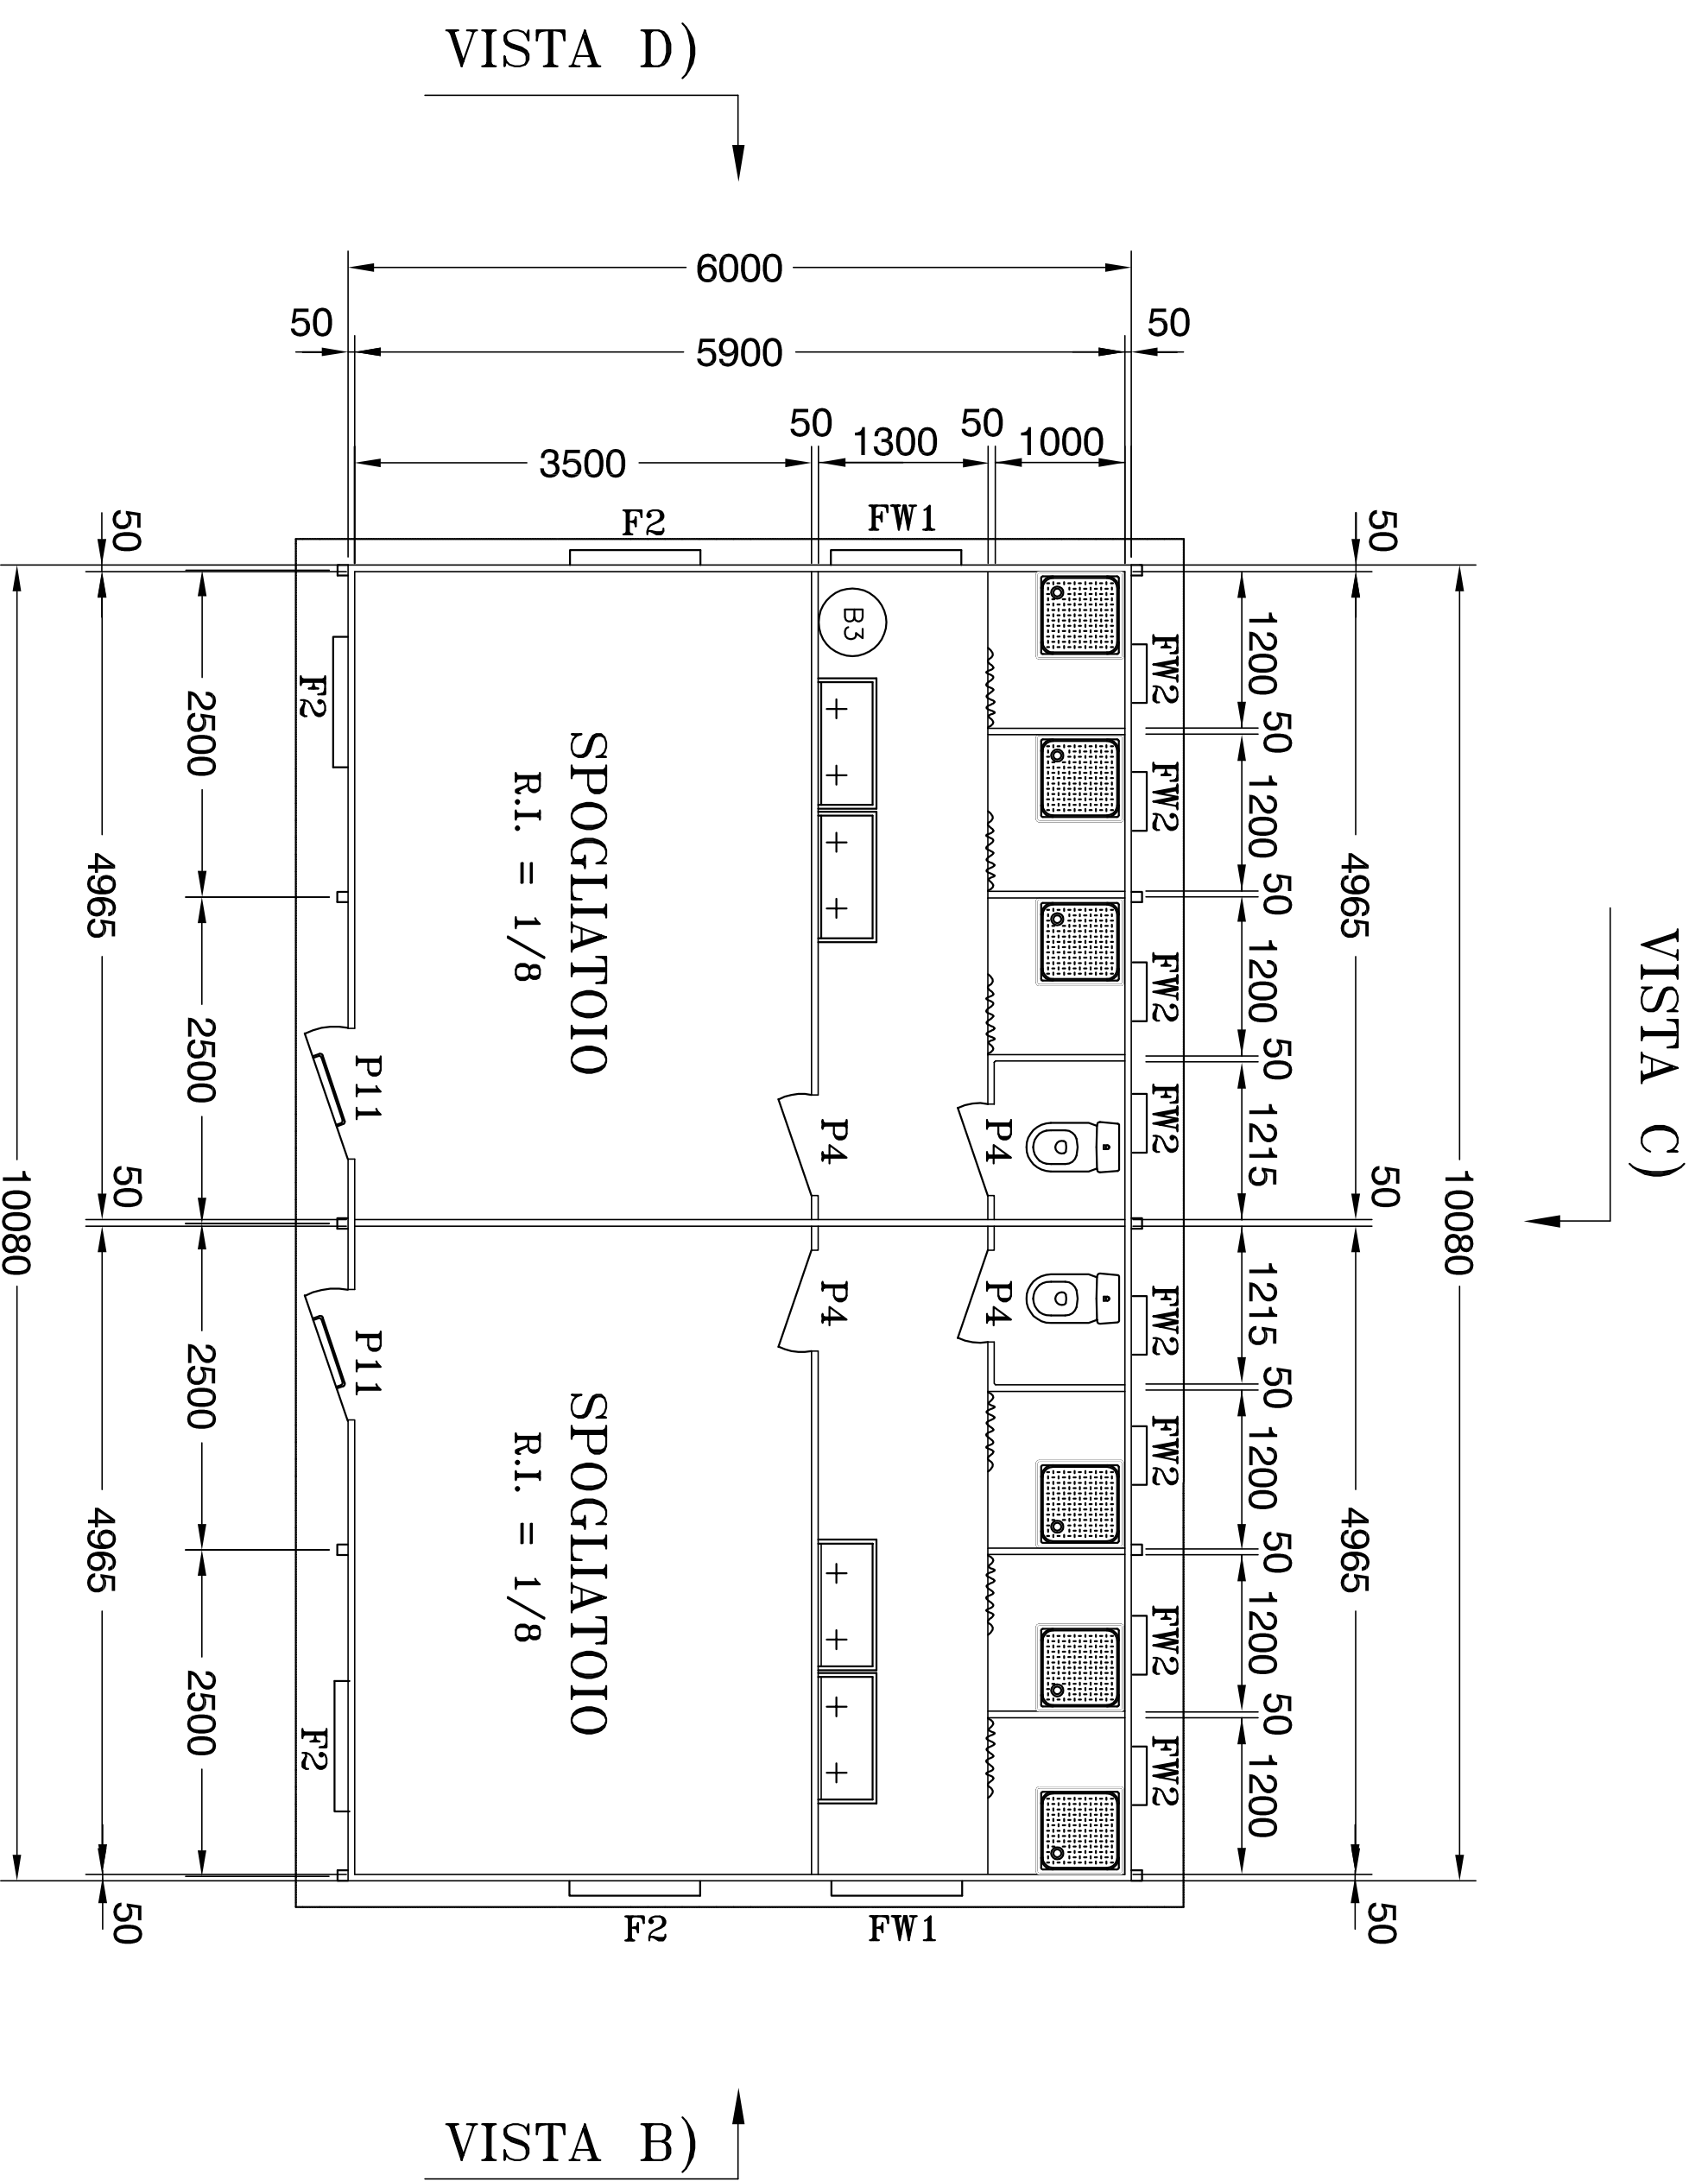 VISTA D)
6000
50
5900
50
50
1300
50
1000
3500
F2
FW1
50
4965
50
4965
50
10080
1200
50
1200
50
1200
50
1215
1215
50
1200
50
1200
50
1200
VISTA C)
FW2
FW2
FW2
FW2
FW2
FW2
FW2
FW2
B3
P4
P4
P4
P4
SPOGLIATOIO
R.I. = 1/8
SPOGLIATOIO
R.I. = 1/8
P11
P11
F2
F2
2500
2500
2500
2500
50
4965
50
4965
50
10080
F2
FW1
VISTA B)